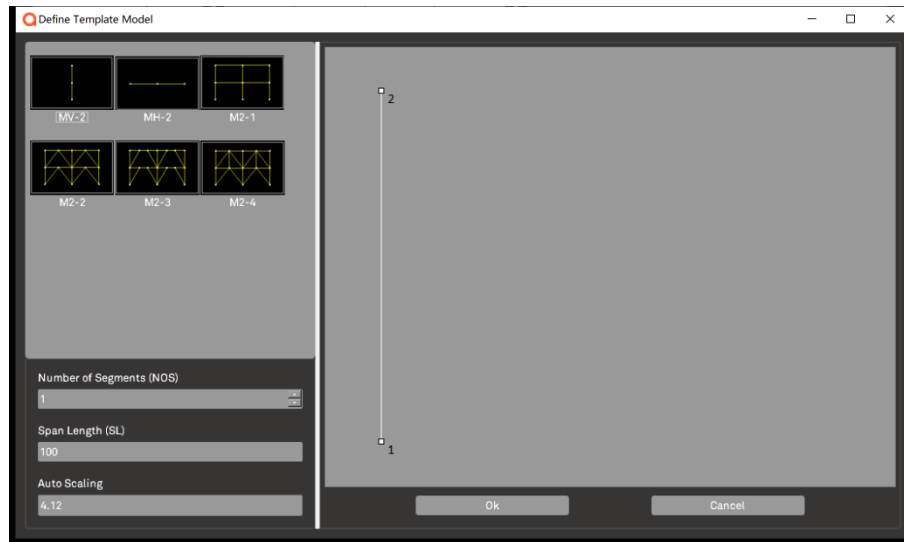 Define Template Model
MV-2 MH-2 M2-1
M2-2 M2-3 M2-4
Number of Segments (NOS)
1
Span Length (SL)
100
Auto Scaling
4.12
2
1
Ok Cancel